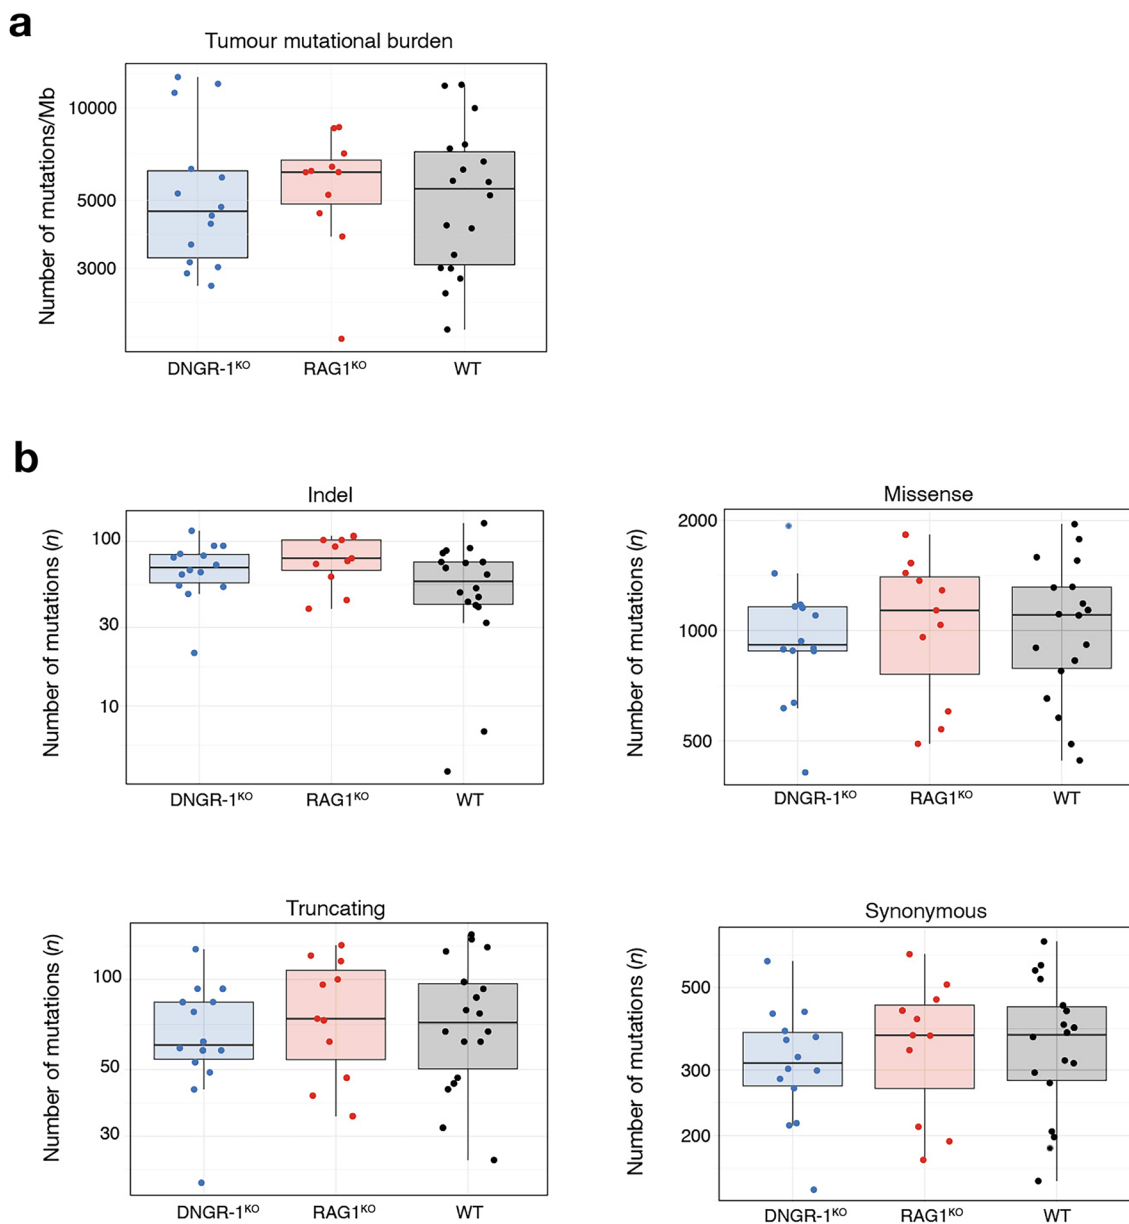 a
Tumour mutational burden
Number of mutations/Mb
10000
5000
3000
DNGR-1ᴷᴼ
RAG1ᴷᴼ
WT
b
Indel
Number of mutations (n)
100
30
10
DNGR-1ᴷᴼ
RAG1ᴷᴼ
WT
Missense
Number of mutations (n)
2000
1000
500
DNGR-1ᴷᴼ
RAG1ᴷᴼ
WT
Truncating
Number of mutations (n)
100
50
30
DNGR-1ᴷᴼ
RAG1ᴷᴼ
WT
Synonymous
Number of mutations (n)
500
300
200
DNGR-1ᴷᴼ
RAG1ᴷᴼ
WT